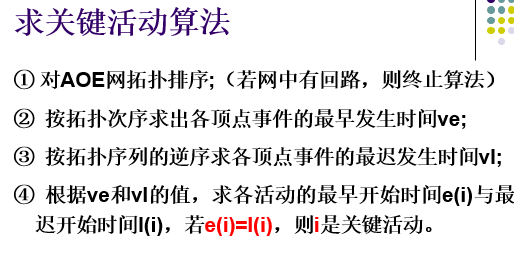 求关键活动算法
① 对AOE网拓扑排序;（若网中有回路，则终止算法）
② 按拓扑次序求出各顶点事件的最早发生时间ve;
③ 按拓扑序列的逆序求各顶点事件的最迟发生时间vl;
④ 根据ve和vl的值，求各活动的最早开始时间e(i)与最
迟开始时间l(i)，若e(i)=l(i)，则i是关键活动。